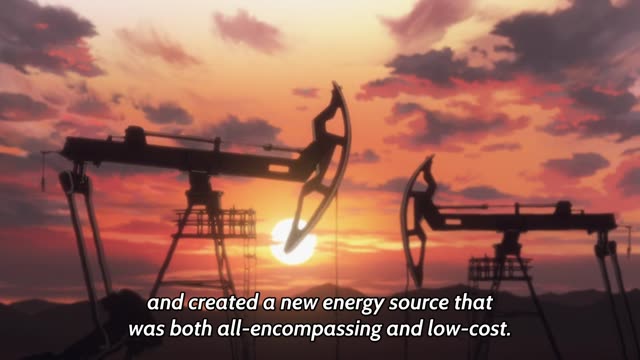 and created a new energy source that
was both all-encompassing and low-cost.